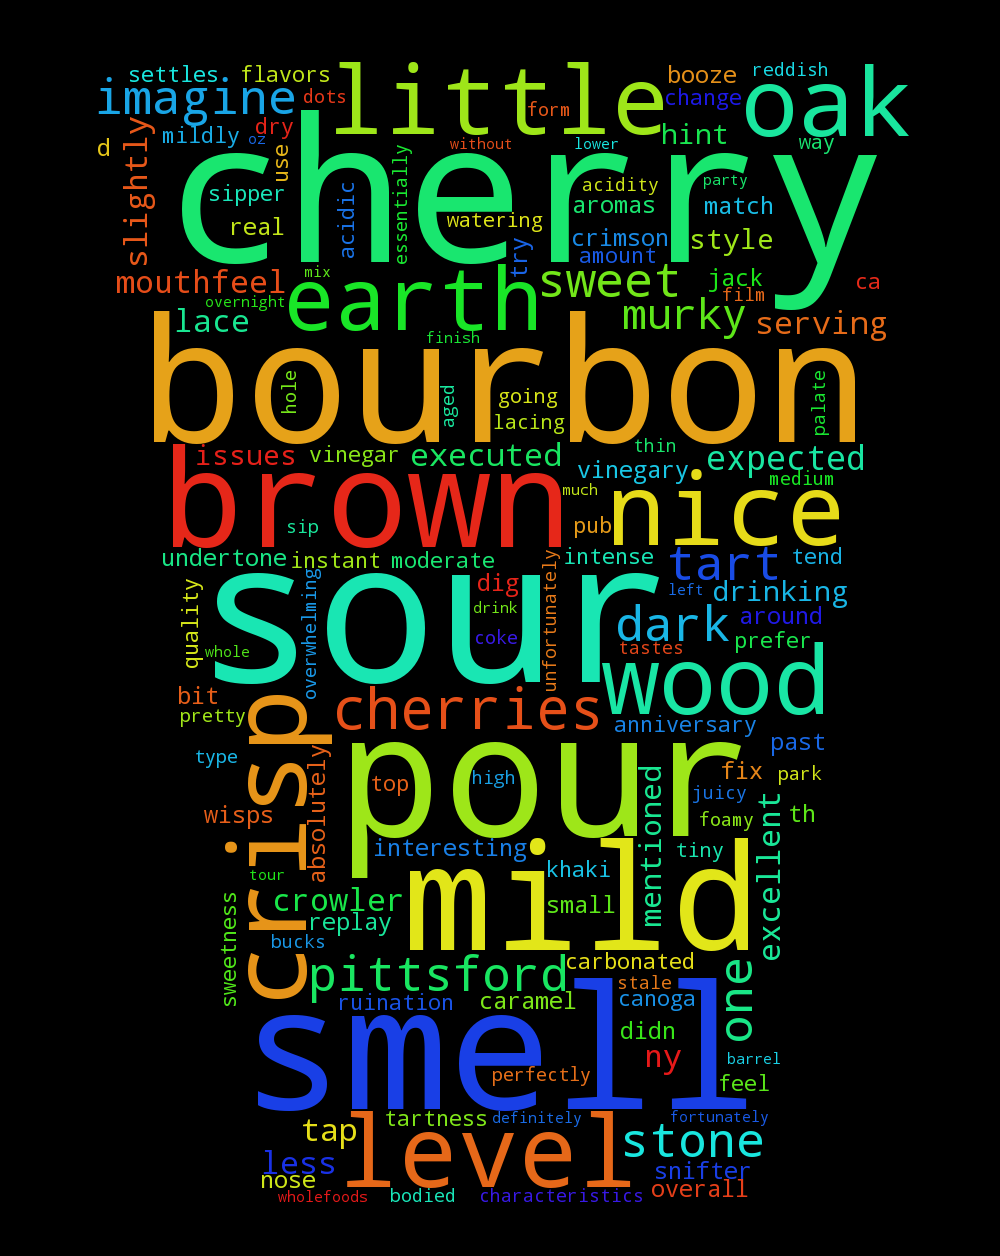 settles flavors little booze reddish
imagine dots form change oak
d mildly oz dry use cherry without lower hint way
slightly sipper essentially acidity party
real acidic watering aromas match
try crimson style
amount
mouthfeel mix earth sweet jack ca
overnight film
lace murky serving
finish
bourbon
hole aged going palate
lacing
issues vinegar executed thin expected
brown vinegary medium
much nice
sip pub
undertone instant moderate intense tart tend
sour left drinking
quality overwhelming dig unfortunately
drink dark around
coke prefer
whole tastes
wood
bit cherries
pretty crisp anniversary
pour past
type absolutely top high mentioned fix park
juicy
wisps foamy th
interesting mild tiny excellent
tour khaki
crowler small
sweetness replay
bucks
pittsford carbonated one
stale
ruination caramel canoga
smell didn
ny barrel
perfectly feel
tartness definitely fortunately
tap level stone
less snifter
nose overall
wholefoods bodied characteristics